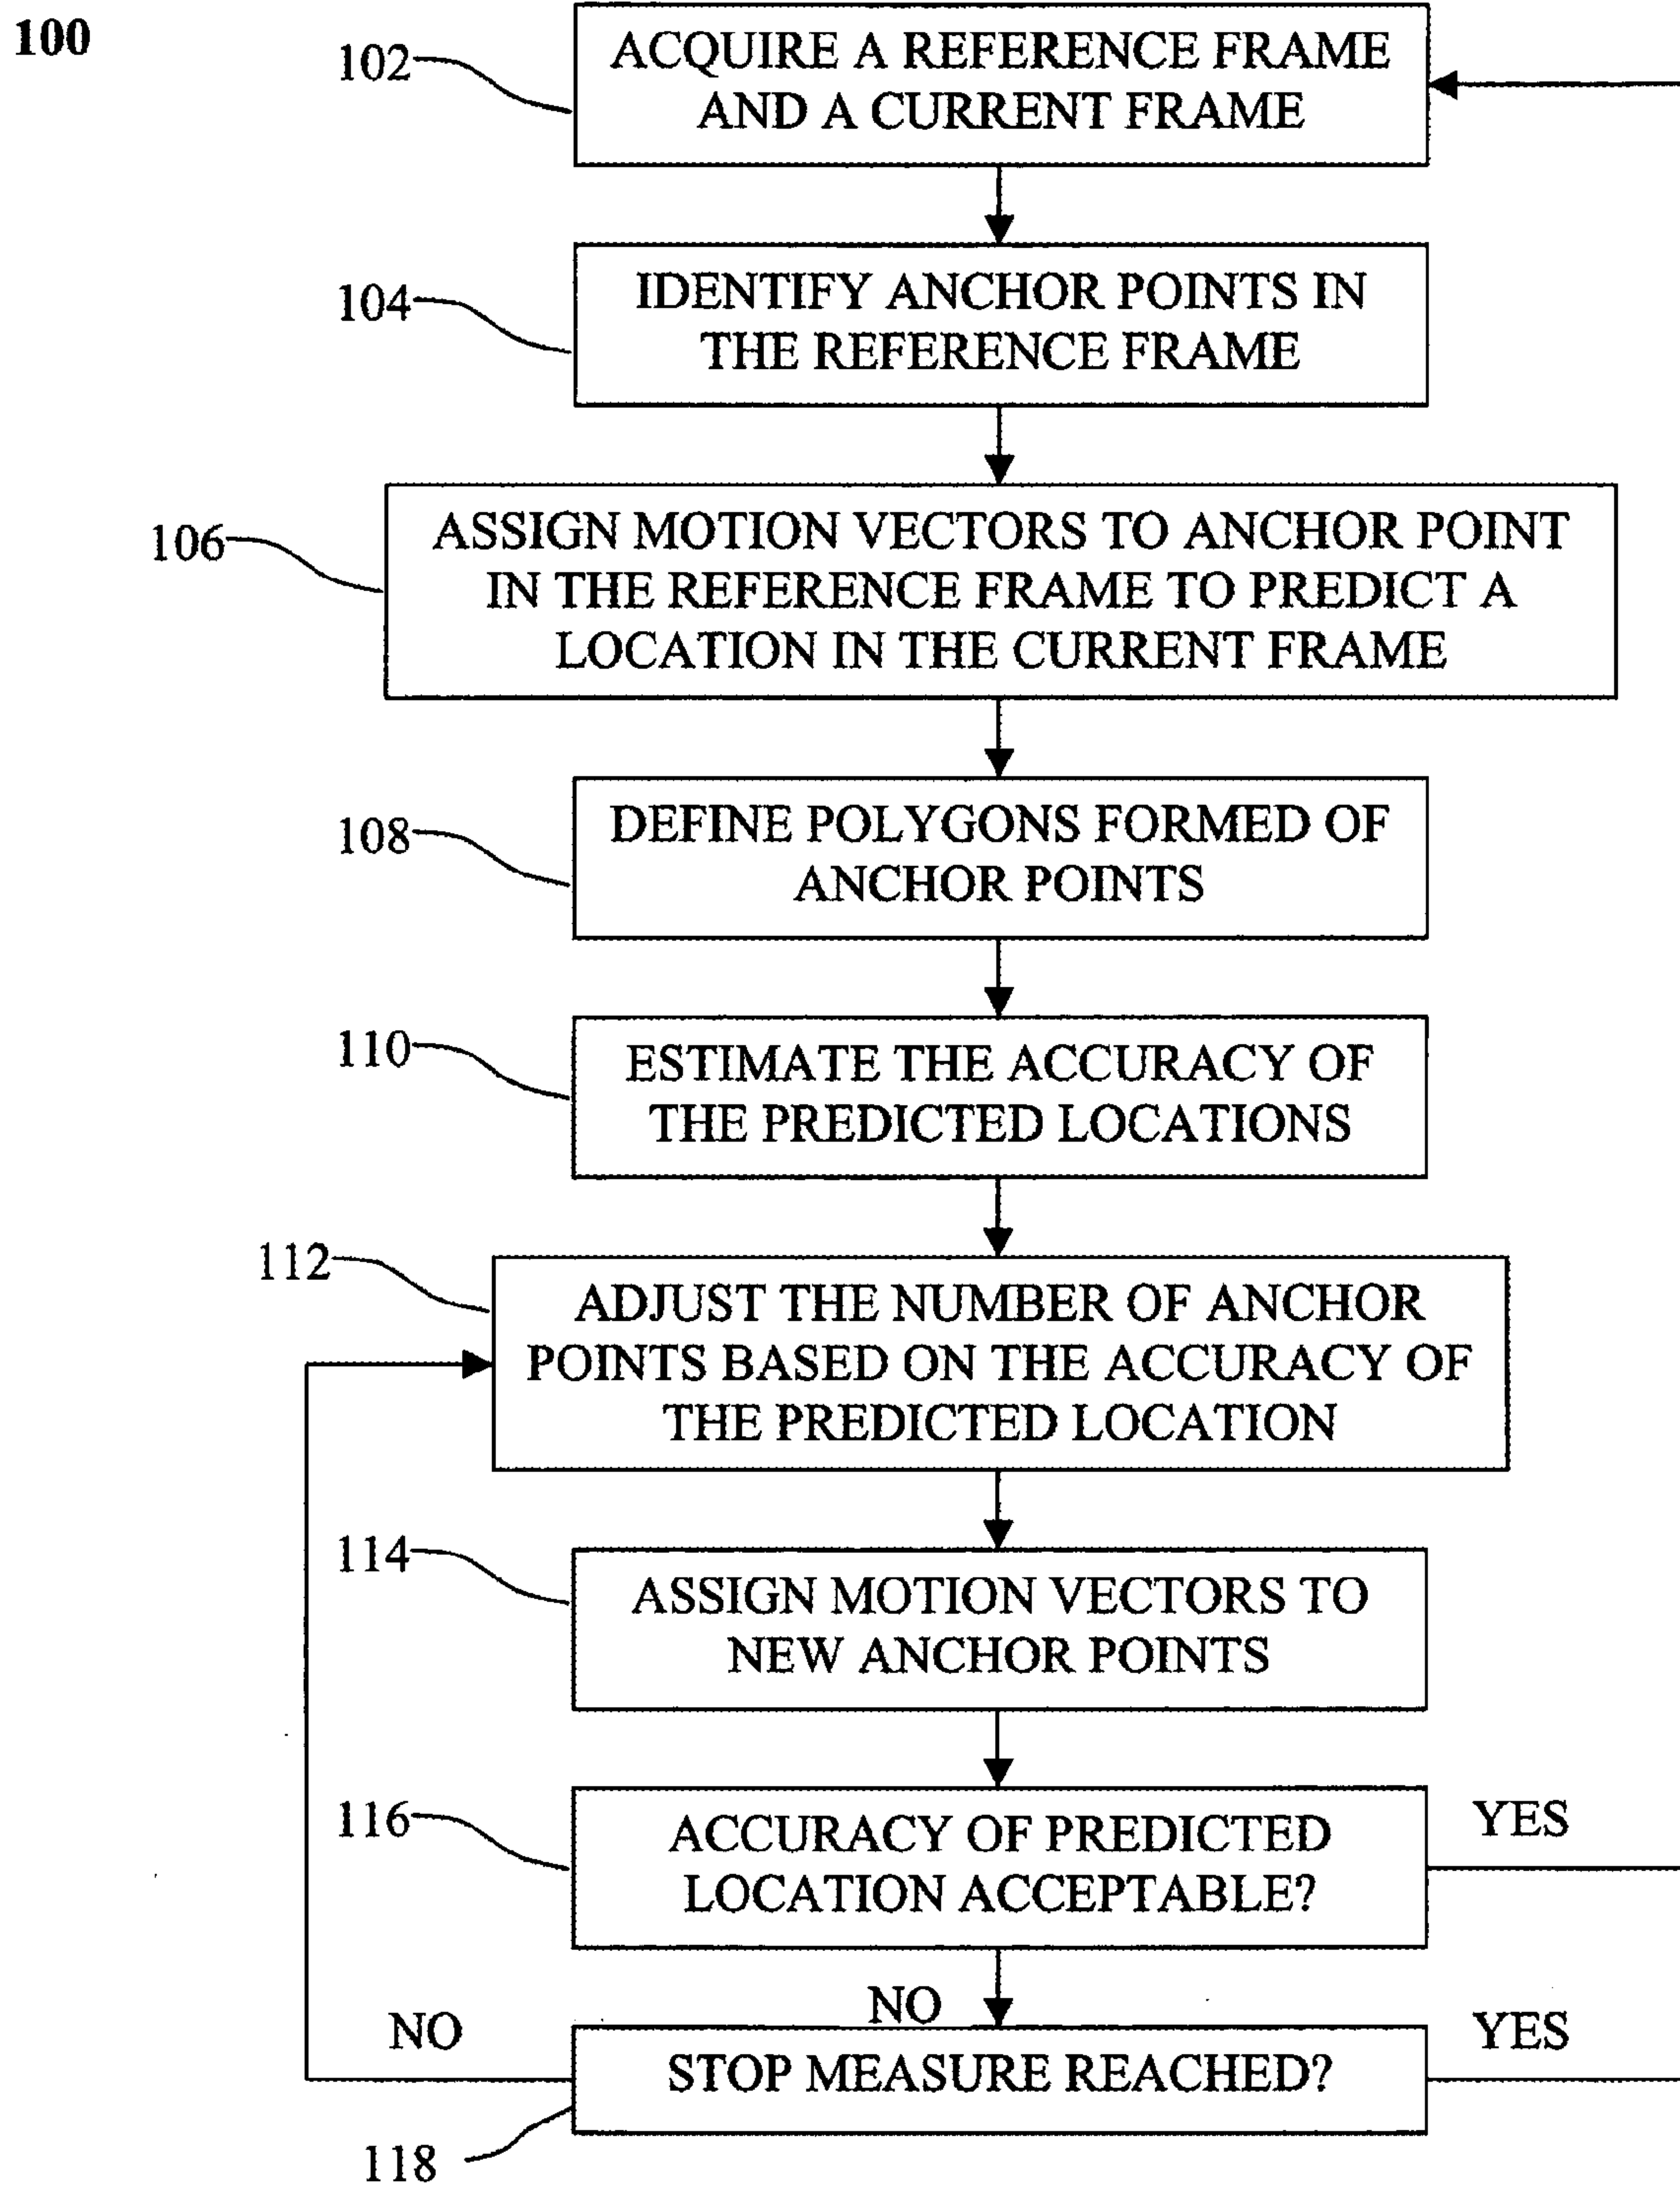 100
102
ACQUIRE A REFERENCE FRAME
AND A CURRENT FRAME
104
IDENTIFY ANCHOR POINTS IN
THE REFERENCE FRAME
106
ASSIGN MOTION VECTORS TO ANCHOR POINT
IN THE REFERENCE FRAME TO PREDICT A
LOCATION IN THE CURRENT FRAME
108
DEFINE POLYGONS FORMED OF
ANCHOR POINTS
110
ESTIMATE THE ACCURACY OF
THE PREDICTED LOCATIONS
112
ADJUST THE NUMBER OF ANCHOR
POINTS BASED ON THE ACCURACY OF
THE PREDICTED LOCATION
114
ASSIGN MOTION VECTORS TO
NEW ANCHOR POINTS
116
ACCURACY OF PREDICTED
LOCATION ACCEPTABLE?
YES
NO
NO
STOP MEASURE REACHED?
YES
118